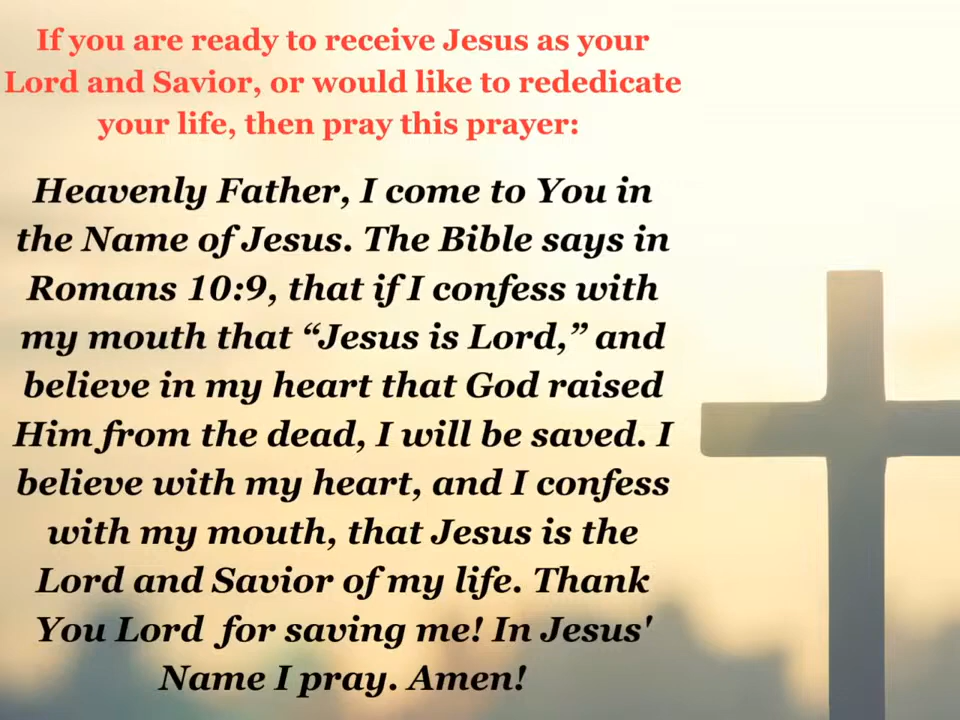 If you are ready to receive Jesus as your
Lord and Savior, or would like to rededicate
your life, then pray this prayer:
Heavenly Father, I come to You in
the Name of Jesus. The Bible says in
Romans 10:9, that if I confess with
my mouth that “Jesus is Lord,” and
believe in my heart that God raised
Him from the dead, I will be saved. I
believe with my heart, and I confess
with my mouth, that Jesus is the
Lord and Savior of my life. Thank
You Lord  for saving me! In Jesus'
Name I pray. Amen!